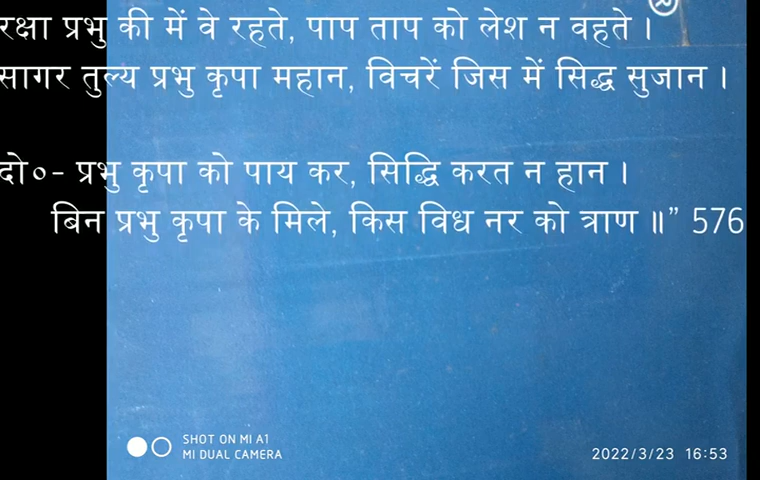 रक्षा प्रभु की में वे रहते, पाप ताप को लेश न वहते ।
सागर तुल्य प्रभु कृपा महान, विचरें जिस में सिद्ध सुजान ।
दो०- प्रभु कृपा को पाय कर, सिद्धि करत न हान ।
बिन प्रभु कृपा के मिले, किस विध नर को त्राण ॥” 576
SHOT ON MI A1
MI DUAL CAMERA
2022/3/23 16:53